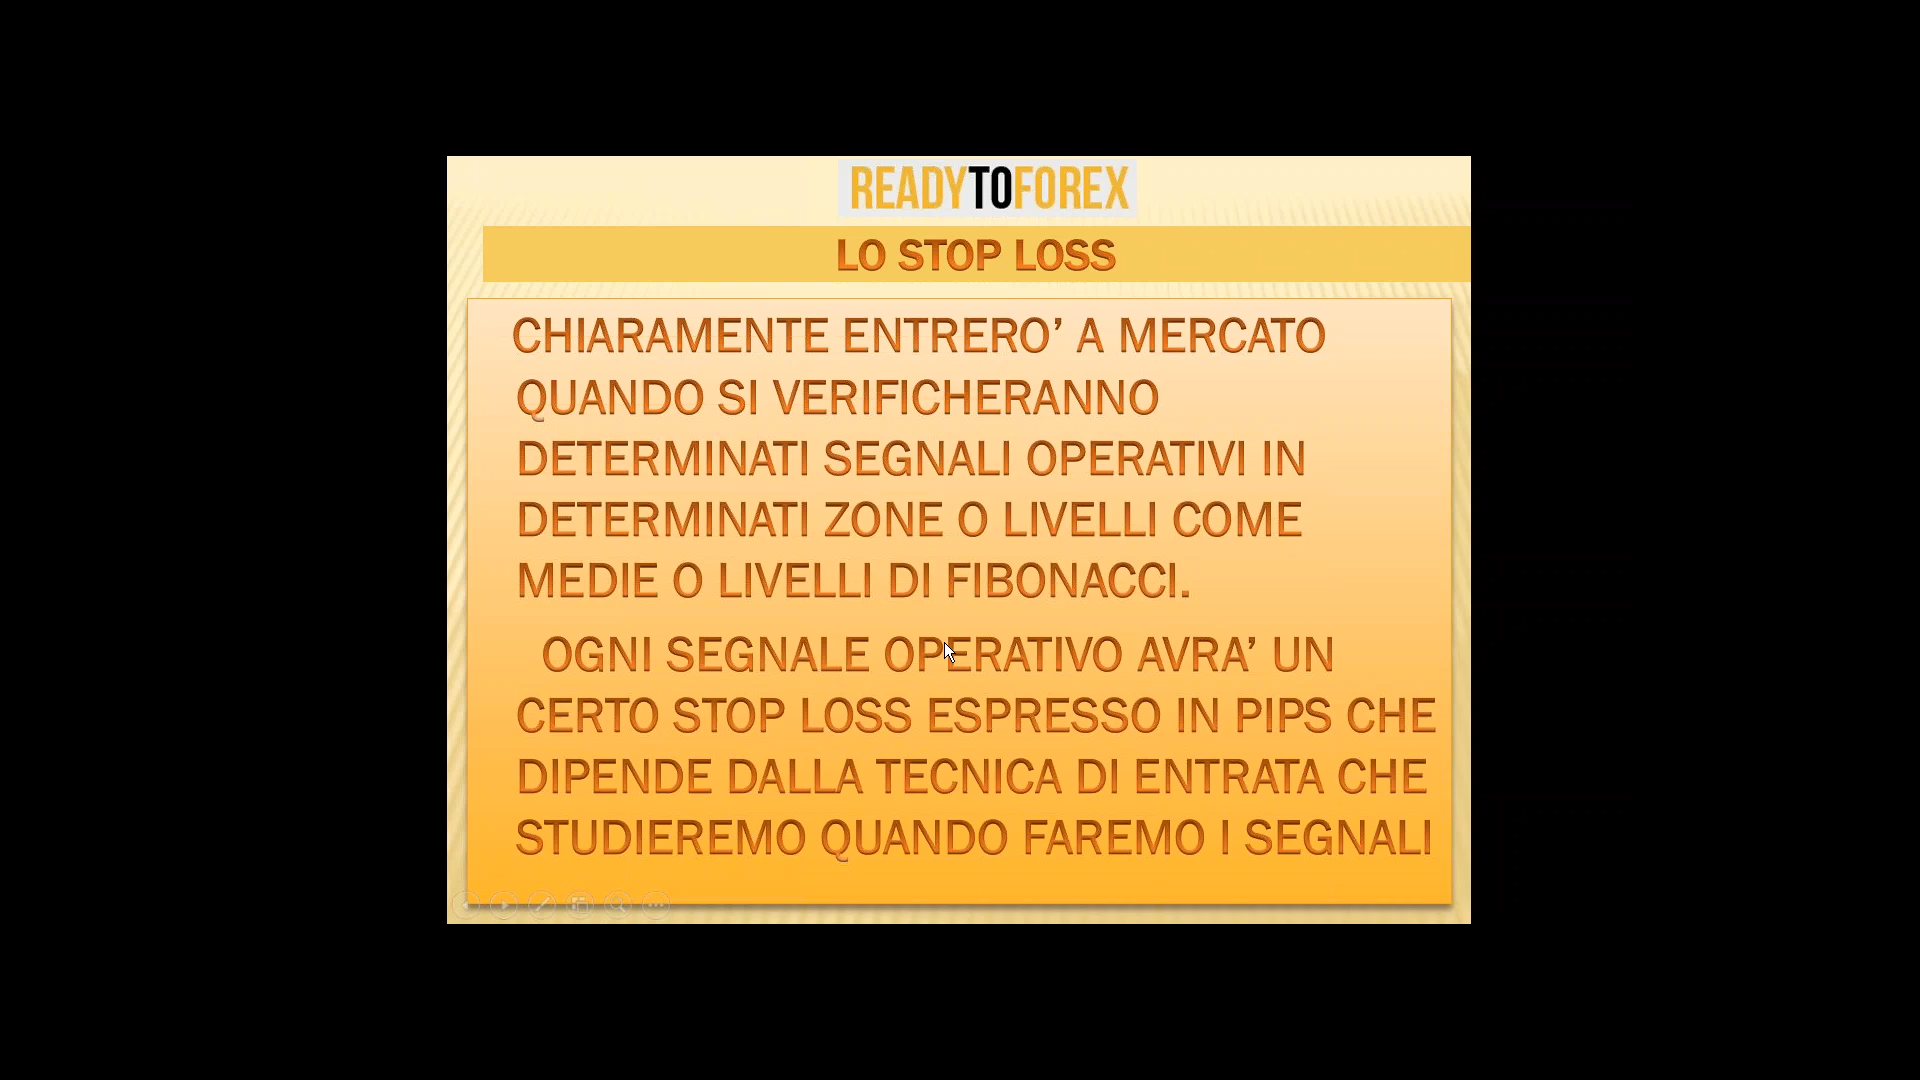 READYTOFOREX
LO STOP LOSS
CHIARAMENTE ENTRERO’ A MERCATO
QUANDO SI VERIFICHERANNO
DETERMINATI SEGNALI OPERATIVI IN
DETERMINATI ZONE O LIVELLI COME
MEDIE O LIVELLI DI FIBONACCI.
OGNI SEGNALE OPERATIVO AVRA’ UN
CERTO STOP LOSS ESPRESSO IN PIPS CHE
DIPENDE DALLA TECNICA DI ENTRATA CHE
STUDIEREMO QUANDO FAREMO I SEGNALI